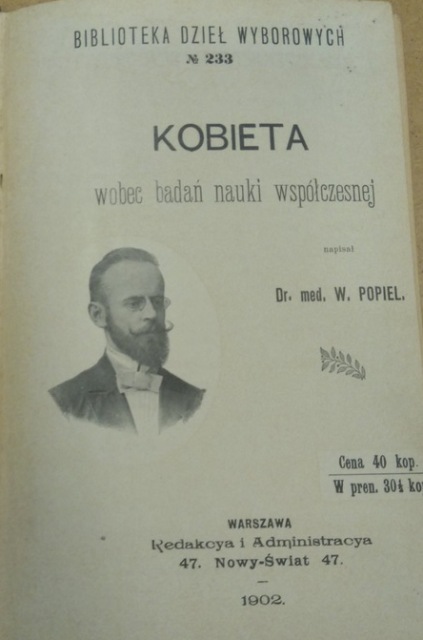 BIBLIOTEKA DZIEŁ WYBOROWYCH
№ 233
KOBIETA
wobec badań nauki współczesnej
napisał
Dr. med. W. POPIEL.
Cena 40 kop.
W pren. 30½ ko
WARSZAWA
Redakcya i Administracya
47. Nowy-Świat 47.
1902.